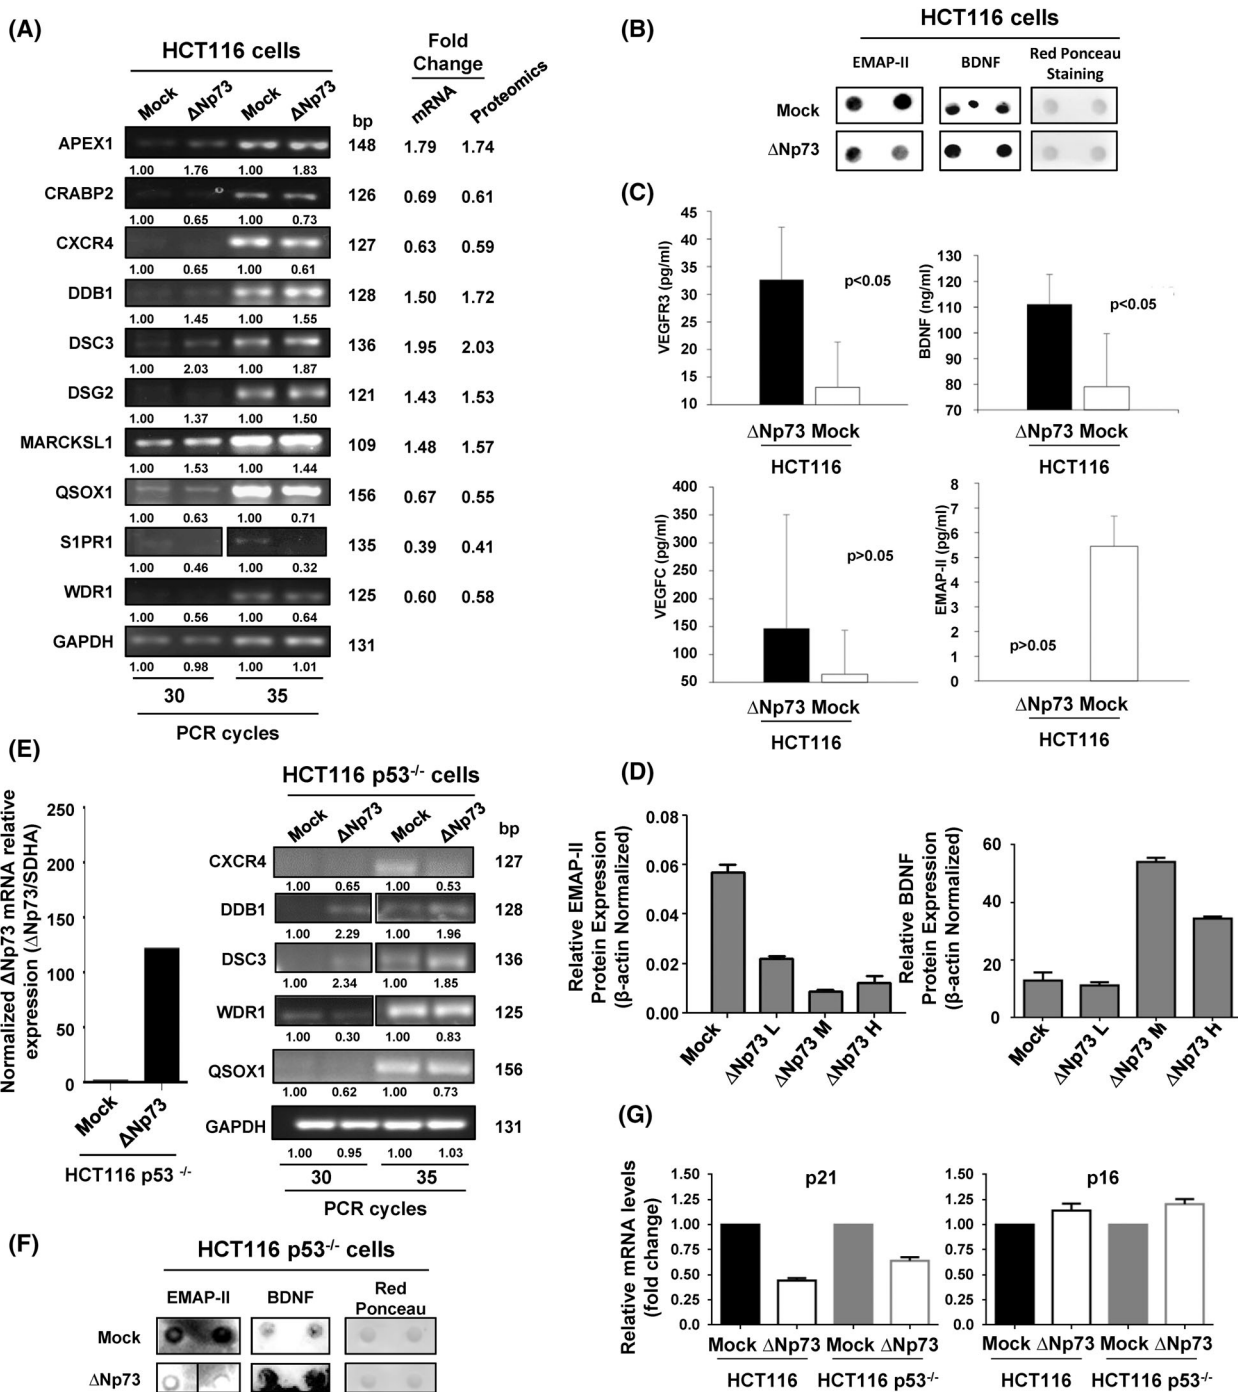 (A)
HCT116 cells
Fold
Change
Mock ΔNp73 Mock ΔNp73 bp mRNA Proteomics
APEX1 148 1.79 1.74
1.00 1.76 1.00 1.83
CRABP2 126 0.69 0.61
1.00 0.65 1.00 0.73
CXCR4 127 0.63 0.59
1.00 0.65 1.00 0.61
DDB1 128 1.50 1.72
1.00 1.45 1.00 1.55
DSC3 136 1.95 2.03
1.00 2.03 1.00 1.87
DSG2 121 1.43 1.53
1.00 1.37 1.00 1.50
MARCKSL1 109 1.48 1.57
1.00 1.53 1.00 1.44
QSOX1 156 0.67 0.55
1.00 0.63 1.00 0.71
S1PR1 135 0.39 0.41
1.00 0.46 1.00 0.32
WDR1 125 0.60 0.58
1.00 0.56 1.00 0.64
GAPDH 131
1.00 0.98 1.00 1.01
30 35
PCR cycles
(B)
HCT116 cells
EMAP-II BDNF Red Ponceau
Staining
Mock
ΔNp73
(C)
VEGFR3 (pg/ml)
45
40
35
30
25
20
15
10
p<0.05
ΔNp73 Mock
HCT116
BDNF (ng/ml)
130
120
110
100
90
80
70
p<0.05
ΔNp73 Mock
HCT116
VEGFC (pg/ml)
400
350
300
250
200
150
100
50
p>0.05
ΔNp73 Mock
HCT116
EMAP-II (pg/ml)
8
7
6
5
4
3
2
1
0
p>0.05
ΔNp73 Mock
HCT116
(D)
Relative EMAP-II
Protein Expression
(β-actin Normalized)
0.08
0.06
0.04
0.02
0.00
Mock ΔNp73 L ΔNp73 M ΔNp73 H
Relative BDNF
Protein Expression
(β-actin Normalized)
60
40
20
0
Mock ΔNp73 L ΔNp73 M ΔNp73 H
(E)
Normalized ΔNp73 mRNA relative
expression (ΔNp73/SDHA)
250
200
150
100
50
0
Mock ΔNp73
HCT116 p53 -/-
HCT116 p53-/- cells
Mock ΔNp73 Mock ΔNp73 bp
CXCR4 127
1.00 0.65 1.00 0.53
DDB1 128
1.00 2.29 1.00 1.96
DSC3 136
1.00 2.34 1.00 1.85
WDR1 125
1.00 0.30 1.00 0.83
QSOX1 156
1.00 0.62 1.00 0.73
GAPDH 131
1.00 0.95 1.00 1.03
30 35
PCR cycles
(F)
HCT116 p53-/- cells
EMAP-II BDNF Red
Ponceau
Mock
ΔNp73
(G)
Relative mRNA levels
(fold change)
p21
1.50
1.25
1.00
0.75
0.50
0.25
0.0
Mock ΔNp73 Mock ΔNp73
HCT116 HCT116 p53-/-
p16
1.50
1.25
1.00
0.75
0.50
0.25
0.0
Mock ΔNp73 Mock ΔNp73
HCT116 HCT116 p53-/-